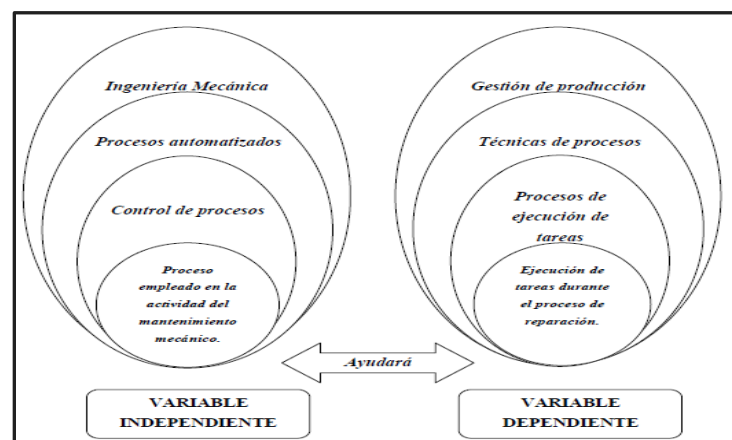 Ingeniería Mecánica
Procesos automatizados
Control de procesos
Proceso
empleado en la
actividad del
mantenimiento
mecánico.
Gestión de producción
Técnicas de procesos
Procesos de
ejecución de
tareas
Ejecución de
tareas durante
el proceso de
reparación.
Ayudará
VARIABLE
INDEPENDIENTE
VARIABLE
DEPENDIENTE